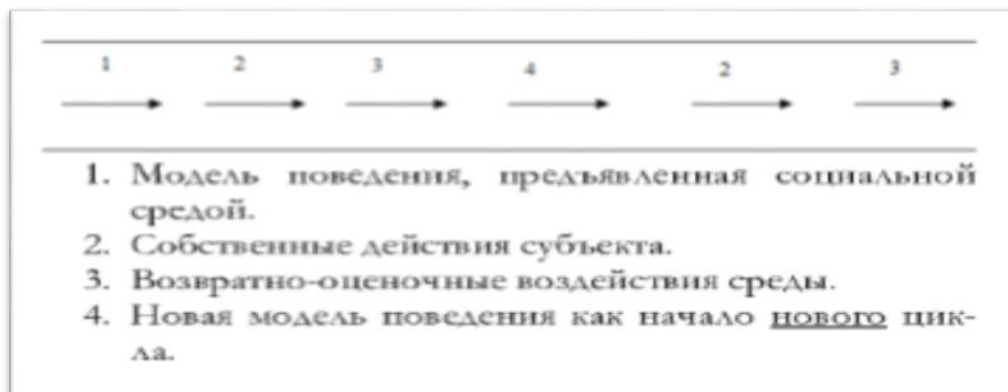 1 2 3 4 2 3
1. Модель поведения, предъявленная социальной
средой.
2. Собственные действия субъекта.
3. Возвратно-оценочные воздействия среды.
4. Новая модель поведения как начало нового цик-
ла.